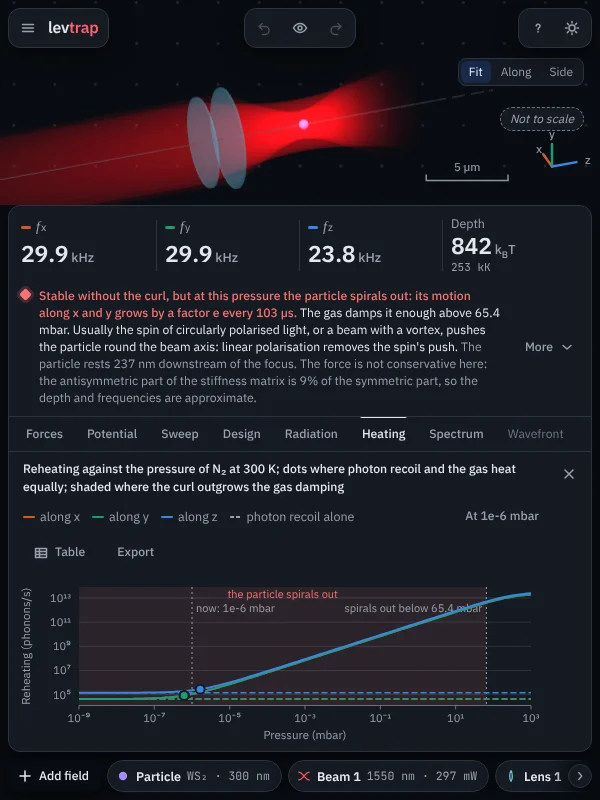 levtrap
?
Fit Along Side
Not to scale
y
x
z
5 µm
fx
29.9 kHz
fy
29.9 kHz
fz
23.8 kHz
Depth
842 kBT
253 kK
Stable without the curl, but at this pressure the particle spirals out: its motion
along x and y grows by a factor e every 103 µs. The gas damps it enough above 65.4
mbar. Usually the spin of circularly polarised light, or a beam with a vortex, pushes
the particle round the beam axis: linear polarisation removes the spin's push. The
particle rests 237 nm downstream of the focus. The force is not conservative here:
the antisymmetric part of the stiffness matrix is 9% of the symmetric part, so the
depth and frequencies are approximate.
More
Forces Potential Sweep Design Radiation Heating Spectrum Wavefront
Reheating against the pressure of N₂ at 300 K; dots where photon recoil and the gas heat
equally; shaded where the curl outgrows the gas damping
along x along y along z photon recoil alone
At 1e-6 mbar
Table Export
Reheating (phonons/s)
10¹³
10¹¹
10⁹
10⁷
10⁵
the particle spirals out
now: 1e-6 mbar
spirals out below 65.4 mbar
10⁻⁹ 10⁻⁷ 10⁻⁵ 10⁻³ 10⁻¹ 10¹ 10³
Pressure (mbar)
Add field
Particle WS₂ · 300 nm
Beam 1 1550 nm · 297 mW
Lens 1